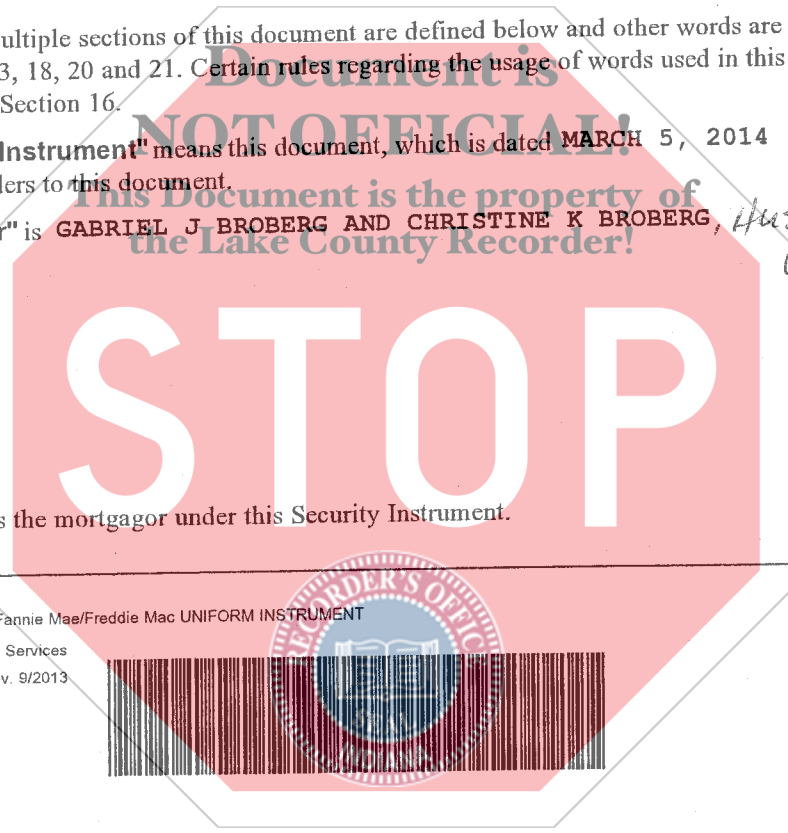 ultiple sections of this document are defined below and other words are
3, 18, 20 and 21. Certain rules regarding the usage of words used in this
Section 16.
Document is
NOT OFFICIAL!
This Document is the property of
the Lake County Recorder!
Instrument" means this document, which is dated MARCH 5, 2014
lers to this document.
r" is GABRIEL J BROBERG AND CHRISTINE K BROBERG,
STOP
s the mortgagor under this Security Instrument.
Fannie Mae/Freddie Mac UNIFORM INSTRUMENT
Services
v. 9/2013
RECORDER'S OFFICE
SEAL
INDIANA